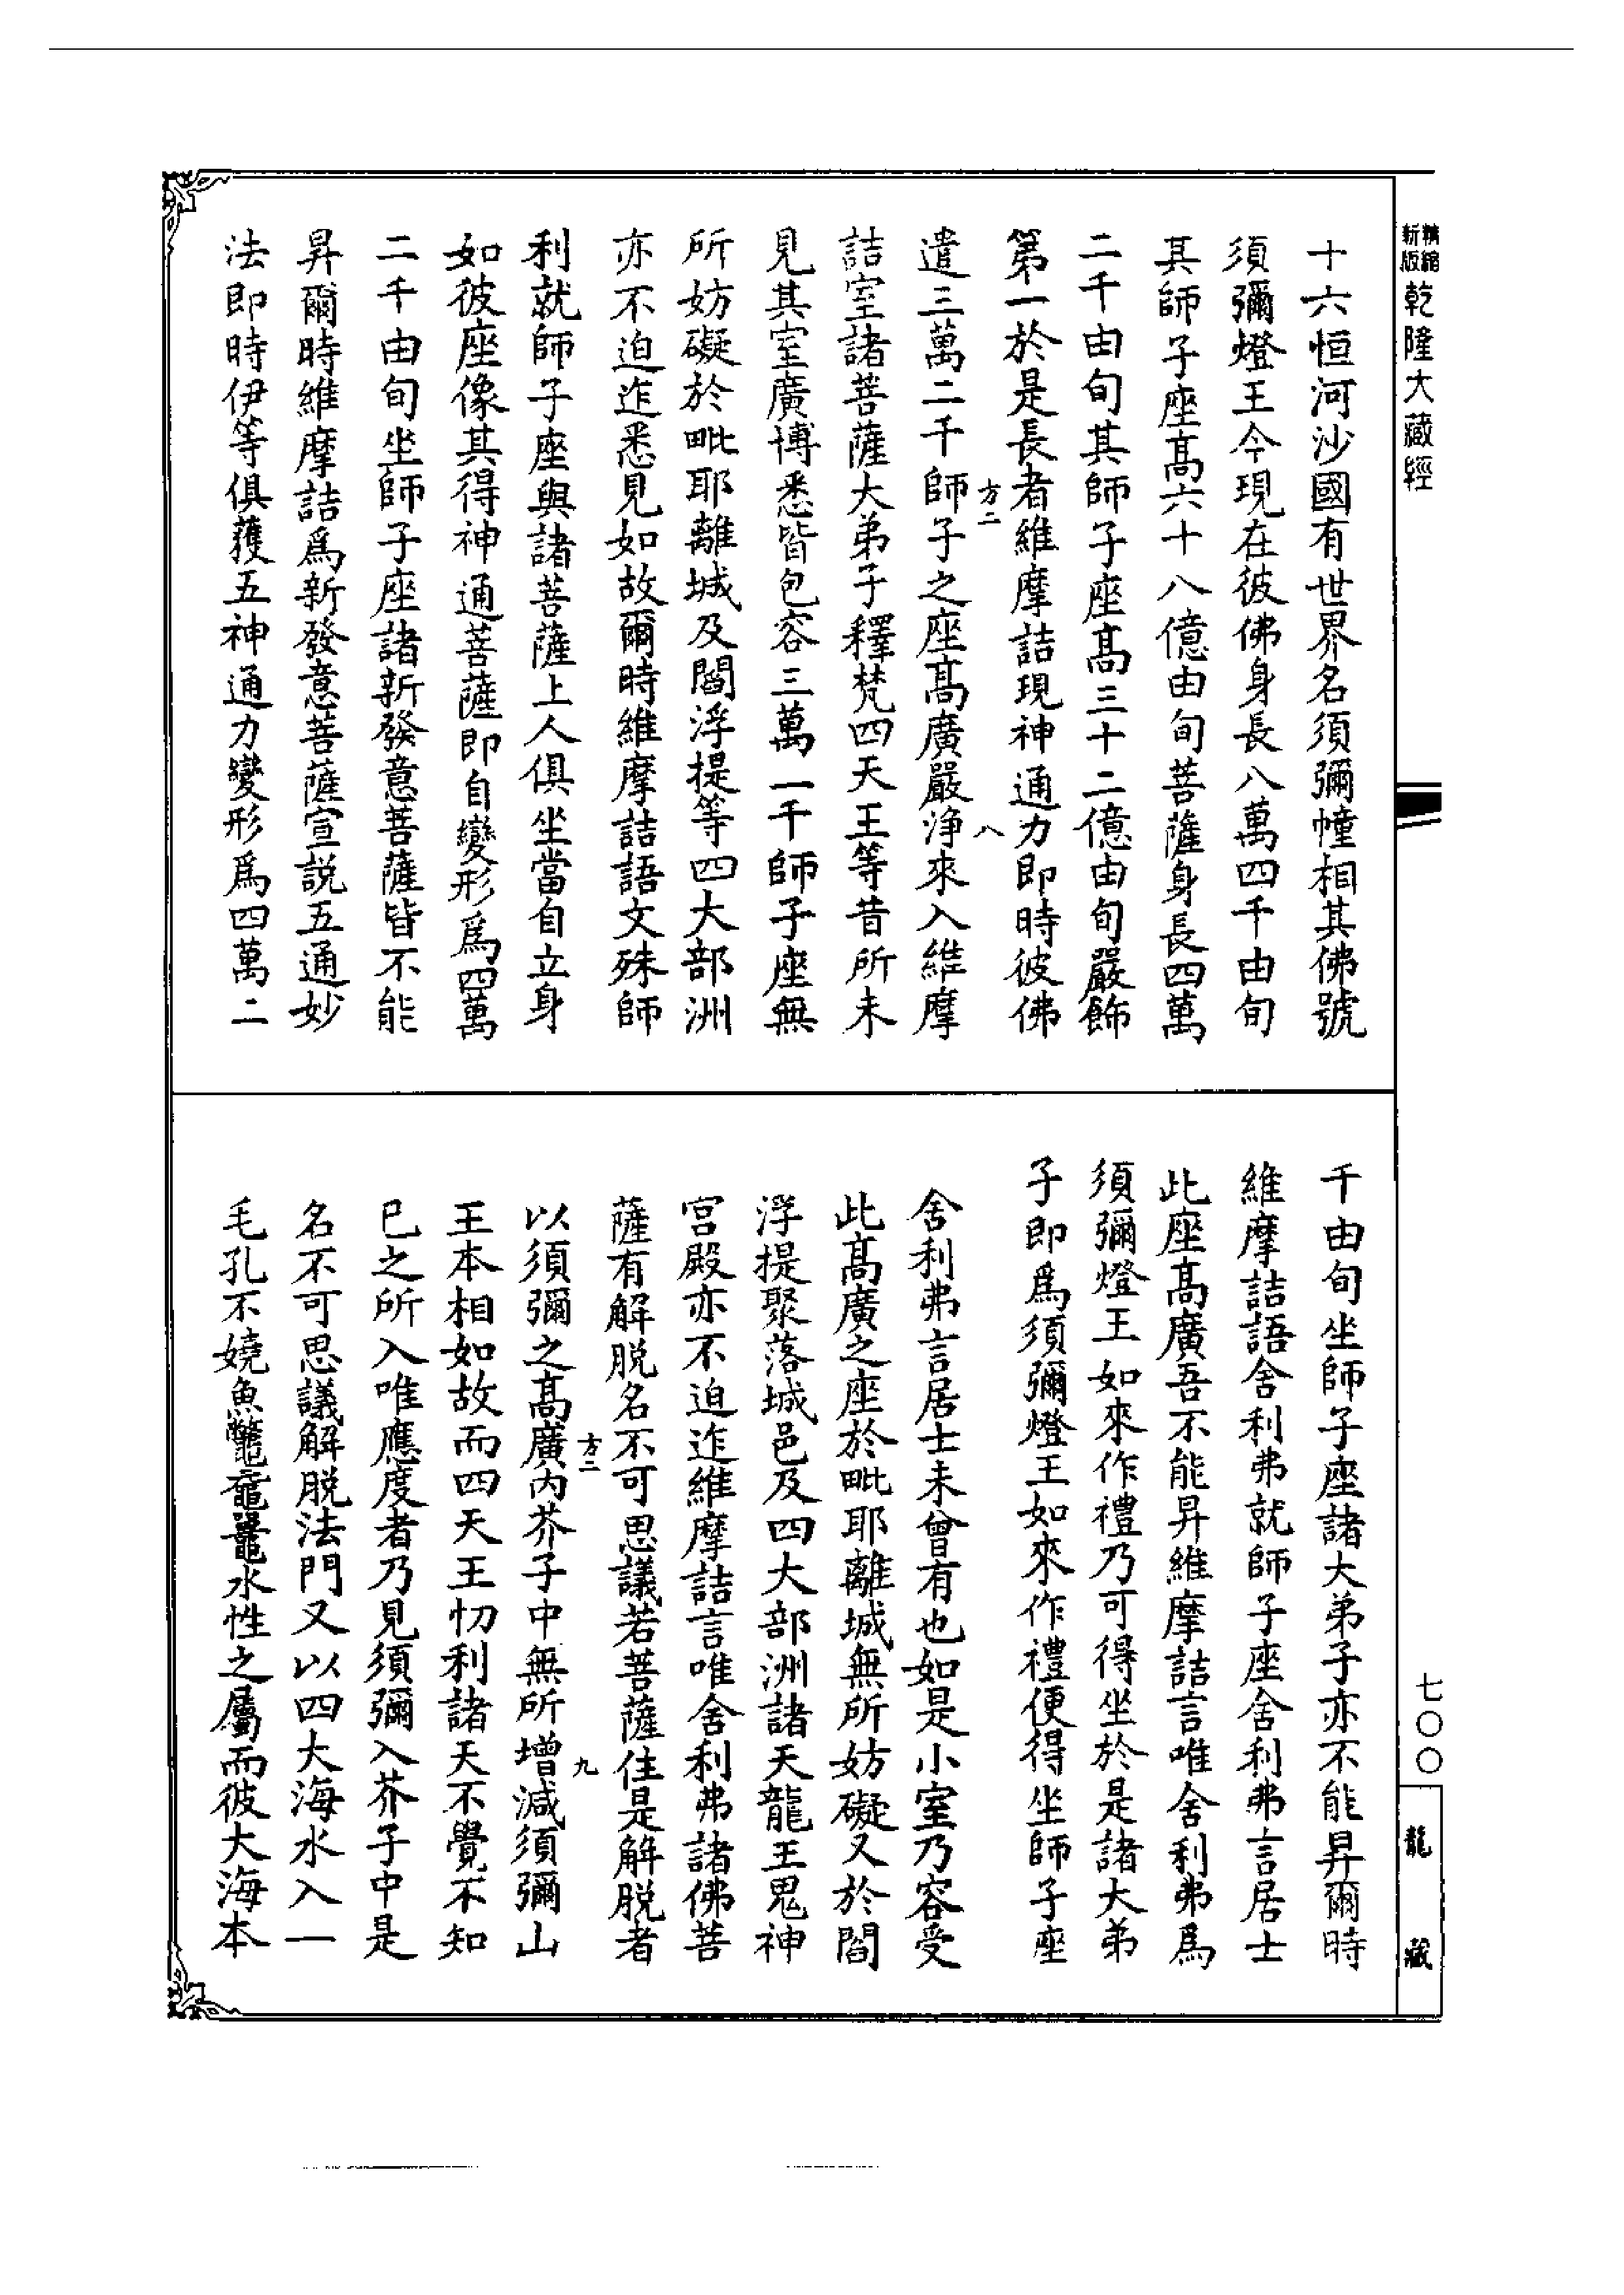 精縮新版乾隆大藏經
十六恒河沙國有世界名須彌幢相其佛號
須彌燈王今現在彼佛身長八萬四千由旬
其師子座髙六十八億由旬菩薩身長四萬
二千由旬其師子座髙三十二億由旬嚴飾
第一於是長者維摩詰現神通力即時彼佛
方二 八
遣三萬二千師子之座髙廣嚴净來入維摩
詰室諸菩薩大弟子釋梵四天王等昔所未
見其室廣博悉皆包容三萬一千師子座無
所妨礙於毗耶離城及閻浮提等四大部洲
亦不迫迮悉見如故爾時維摩詰語文殊師
利就師子座與諸菩薩上人俱坐當自立身
如彼座像其得神通菩薩即自變形爲四萬
二千由旬坐師子座諸新發意菩薩皆不能
昇爾時維摩詰爲新發意菩薩宣説五通妙
法即時伊等俱獲五神通力變形爲四萬二
千由旬坐師子座諸大弟子亦不能昇爾時
維摩詰語舍利弗就師子座舍利弗言居士
此座髙廣吾不能昇維摩詰言唯舍利弗爲
須彌燈王如來作禮乃可得坐於是諸大弟
子即爲須彌燈王如來作禮便得坐師子座
舍利弗言居士未曾有也如是小室乃容受
此髙廣之座於毗耶離城無所妨礙又於閻
浮提聚落城邑及四大部洲諸天龍王鬼神
宫殿亦不迫迮維摩詰言唯舍利弗諸佛菩
薩有解脱名不可思議若菩薩住是解脱者
方二 九
以須彌之髙廣内芥子中無所增減須彌山
王本相如故而四天王忉利諸天不覺不知
已之所入唯應度者乃見須彌入芥子中是
名不可思議解脱法門又以四大海水入一
毛孔不嬈魚鼈黿鼉水性之屬而彼大海本
七〇〇
龍藏